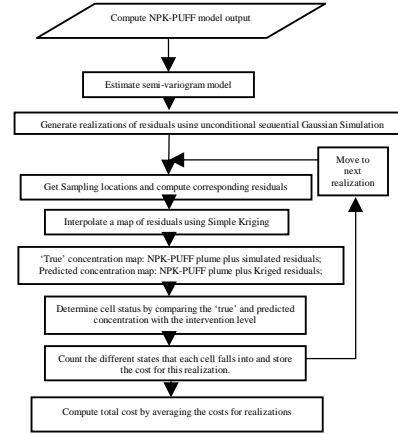 Compute NPK-PUFF model output
Estimate semi-variogram model
Generate realizations of residuals using unconditional sequential Gaussian Simulation
Move to
next
realization
Get Sampling locations and compute corresponding residuals
Interpolate a map of residuals using Simple Kriging
‘True’ concentration map: NPK-PUFF plume plus simulated residuals;
Predicted concentration map: NPK-PUFF plume plus Kriged residuals;
Determine cell status by comparing the ‘true’ and predicted
concentration with the intervention level
Count the different states that each cell falls into and store
the cost for this realization.
Compute total cost by averaging the costs for realizations